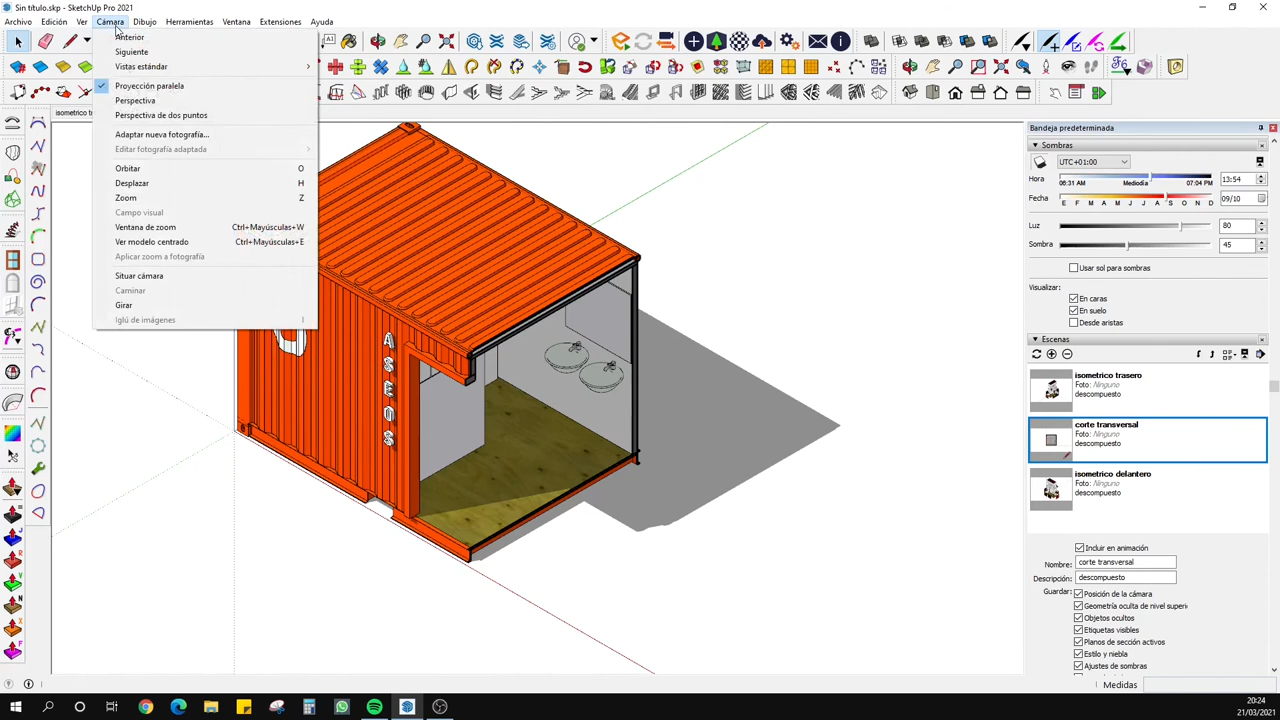 Sin título.skp - SketchUp Pro 2021
Archivo Edición Ver Cámara Dibujo Herramientas Ventana Extensiones Ayuda
Anterior
Siguiente
Vistas estándar
Proyección paralela
Perspectiva
Perspectiva de dos puntos
Adaptar nueva fotografía...
Editar fotografía adaptada
Orbitar O
Desplazar H
Zoom Z
Campo visual
Ventana de zoom Ctrl+Mayúsculas+W
Ver modelo centrado Ctrl+Mayúsculas+E
Aplicar zoom a fotografía
Situar cámara
Caminar
Girar
Iglú de imágenes I
isometrico tr
ASEOS
Bandeja predeterminada
Sombras
UTC+01:00
Hora 06:31 AM Mediodía 07:04 PM 13:54
Fecha E F M A M J J A S O N D 09/10
Luz 80
Sombra 45
Usar sol para sombras
Visualizar:
En caras
En suelo
Desde aristas
Escenas
isometrico trasero
Foto: Ninguno
descompuesto
corte transversal
Foto: Ninguno
descompuesto
isometrico delantero
Foto: Ninguno
descompuesto
Incluir en animación
Nombre: corte transversal
Descripción: descompuesto
Guardar: Posición de la cámara
Geometría oculta de nivel superi
Objetos ocultos
Etiquetas visibles
Planos de sección activos
Estilo y niebla
Ajustes de sombras
Medidas
20:24
21/03/2021